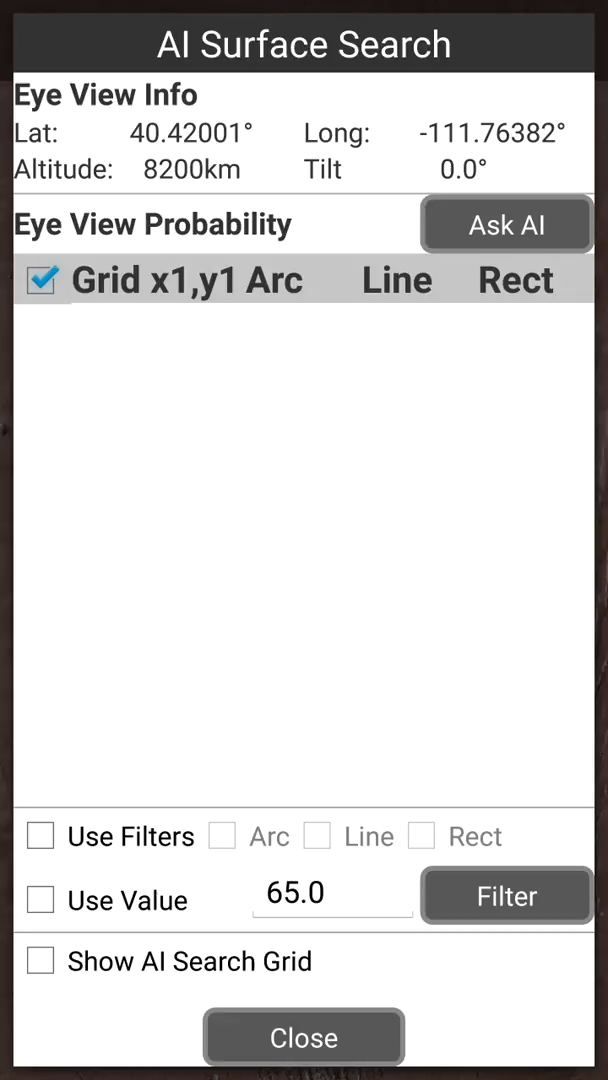 AI Surface Search
Eye View Info
Lat: 40.42001° Long: -111.76382°
Altitude: 8200km Tilt 0.0°
Eye View Probability Ask AI
Grid x1,y1 Arc Line Rect
Use Filters Arc Line Rect
Use Value 65.0 Filter
Show AI Search Grid
Close